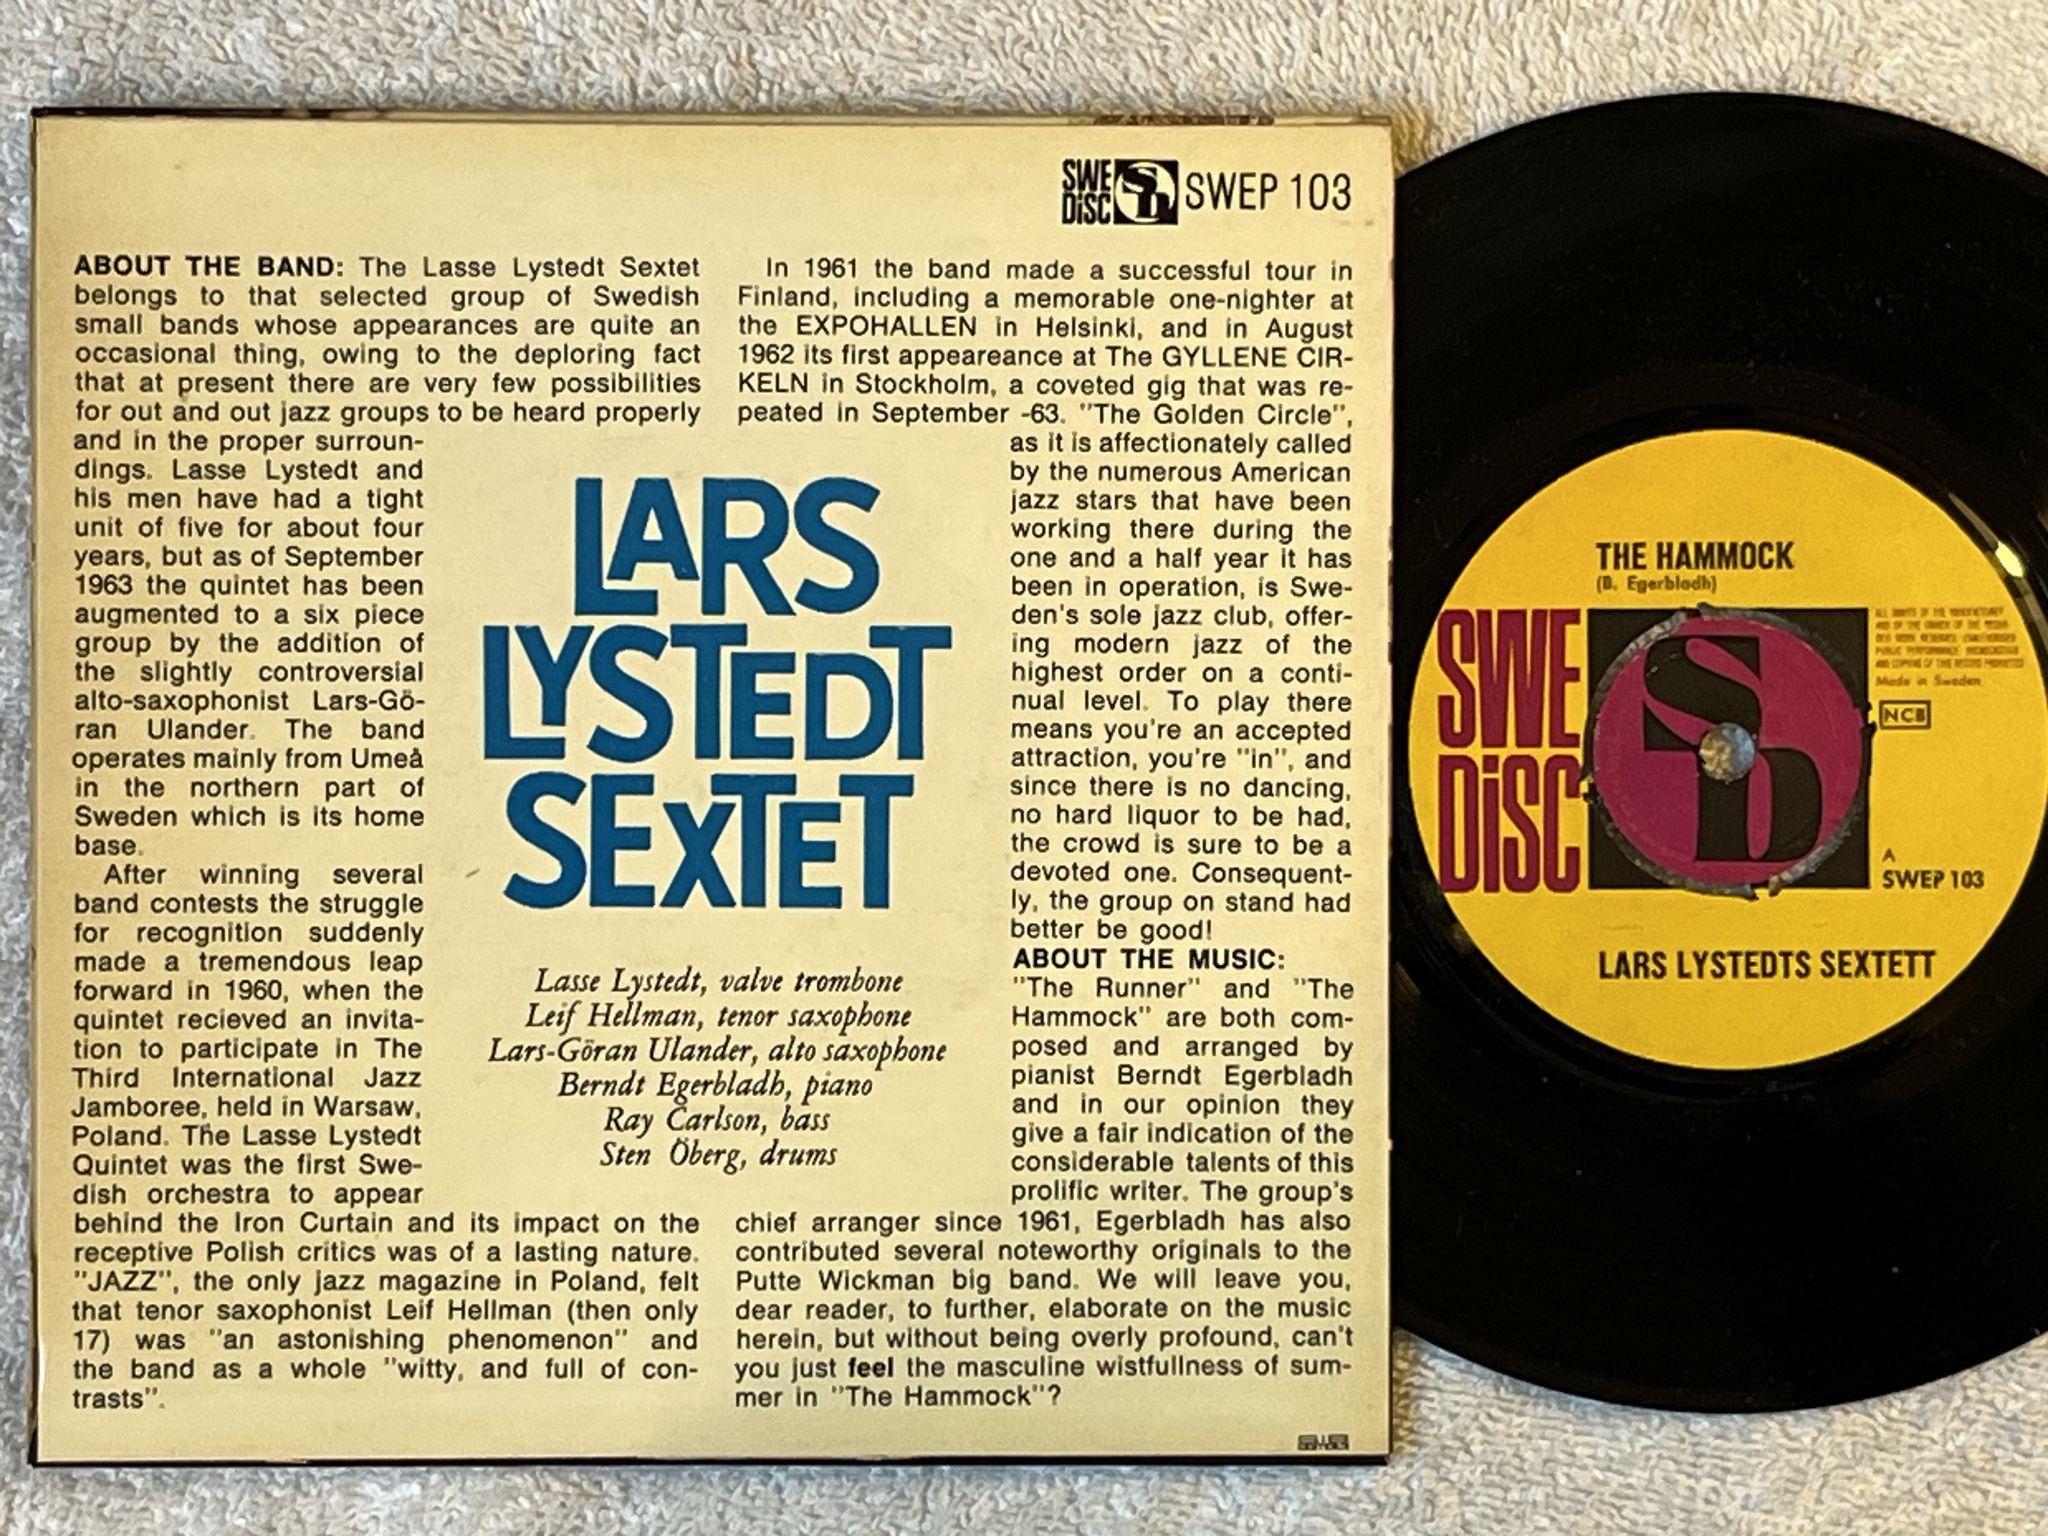 SWE
DISC
SD
SWEP 103
ABOUT THE BAND: The Lasse Lystedt Sextet
belongs to that selected group of Swedish
small bands whose appearances are quite an
occasional thing, owing to the deploring fact
that at present there are very few possibilities
for out and out jazz groups to be heard properly
and in the proper surroun-
dings. Lasse Lystedt and
his men have had a tight
unit of five for about four
years, but as of September
1963 the quintet has been
augmented to a six piece
group by the addition of
the slightly controversial
alto-saxophonist Lars-Gö-
ran Ulander. The band
operates mainly from Umeå
in the northern part of
Sweden which is its home
base.
After winning several
band contests the struggle
for recognition suddenly
made a tremendous leap
forward in 1960, when the
quintet recieved an invita-
tion to participate in The
Third International Jazz
Jamboree, held in Warsaw,
Poland. The Lasse Lystedt
Quintet was the first Swe-
dish orchestra to appear
behind the Iron Curtain and its impact on the
receptive Polish critics was of a lasting nature.
"JAZZ", the only jazz magazine in Poland, felt
that tenor saxophonist Leif Hellman (then only
17) was "an astonishing phenomenon" and
the band as a whole "witty, and full of con-
trasts".
LARS
LYSTEDT
SEXTET
Lasse Lystedt, valve trombone
Leif Hellman, tenor saxophone
Lars-Göran Ulander, alto saxophone
Berndt Egerbladh, piano
Ray Carlson, bass
Sten Öberg, drums
In 1961 the band made a successful tour in
Finland, including a memorable one-nighter at
the EXPOHALLEN in Helsinki, and in August
1962 its first appeareance at The GYLLENE CIR-
KELN in Stockholm, a coveted gig that was re-
peated in September -63. "The Golden Circle",
as it is affectionately called
by the numerous American
jazz stars that have been
working there during the
one and a half year it has
been in operation, is Swe-
den's sole jazz club, offer-
ing modern jazz of the
highest order on a conti-
nual level. To play there
means you're an accepted
attraction, you're "in", and
since there is no dancing,
no hard liquor to be had,
the crowd is sure to be a
devoted one. Consequent-
ly, the group on stand had
better be good!
ABOUT THE MUSIC:
"The Runner" and "The
Hammock" are both com-
posed and arranged by
pianist Berndt Egerbladh
and in our opinion they
give a fair indication of the
considerable talents of this
prolific writer. The group's
chief arranger since 1961, Egerbladh has also
contributed several noteworthy originals to the
Putte Wickman big band. We will leave you,
dear reader, to further, elaborate on the music
herein, but without being overly profound, can't
you just feel the masculine wistfullness of sum-
mer in "The Hammock"?
THE HAMMOCK
(B. Egerbladh)
SWE
DISC
SD
ALL RIGHTS OF THE MANUFACTURER
AND OF THE OWNER OF THE
PUBLIC PERFORMANCE
AND COPYING OF THIS RECORD PROHIBITED
Made in Sweden
NCB
A
SWEP 103
LARS LYSTEDTS SEXTETT